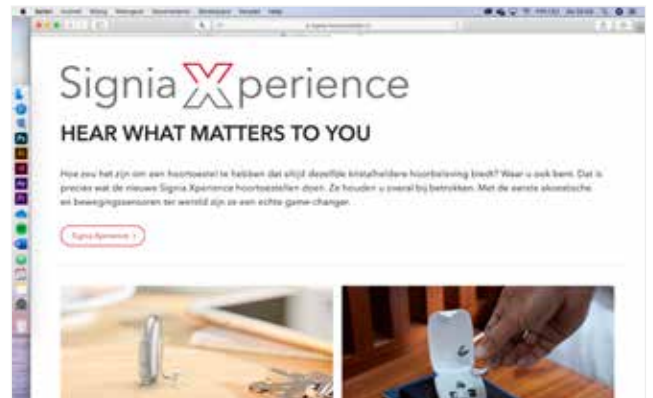 Signia Xperience
HEAR WHAT MATTERS TO YOU
Hoe zou het zijn om een hoortoestel te hebben dat altijd dezelfde kristalheldere hoorbeleving biedt? Waar u ook bent. Dat is
precies wat de nieuwe Signia Xperience hoortoestellen doen. Ze houden u overal bij betrokken. Met de eerste akoestische
en bewegingssensoren ter wereld zijn ze een echte game-changer.
Signia Xperience >